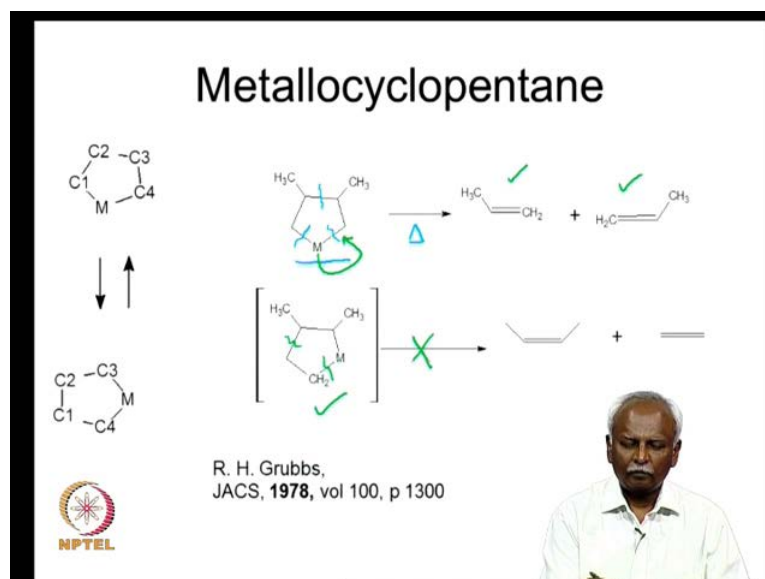 Metallocyclopentane
C2 - C3
C1 C4
M
H₃C CH₃
M
Δ
H₃C CH₂
+
H₂C CH₃
C2 - C3
M
C1 - C4
H₃C CH₃
M
CH₂
+
R. H. Grubbs,
JACS, 1978, vol 100, p 1300
NPTEL